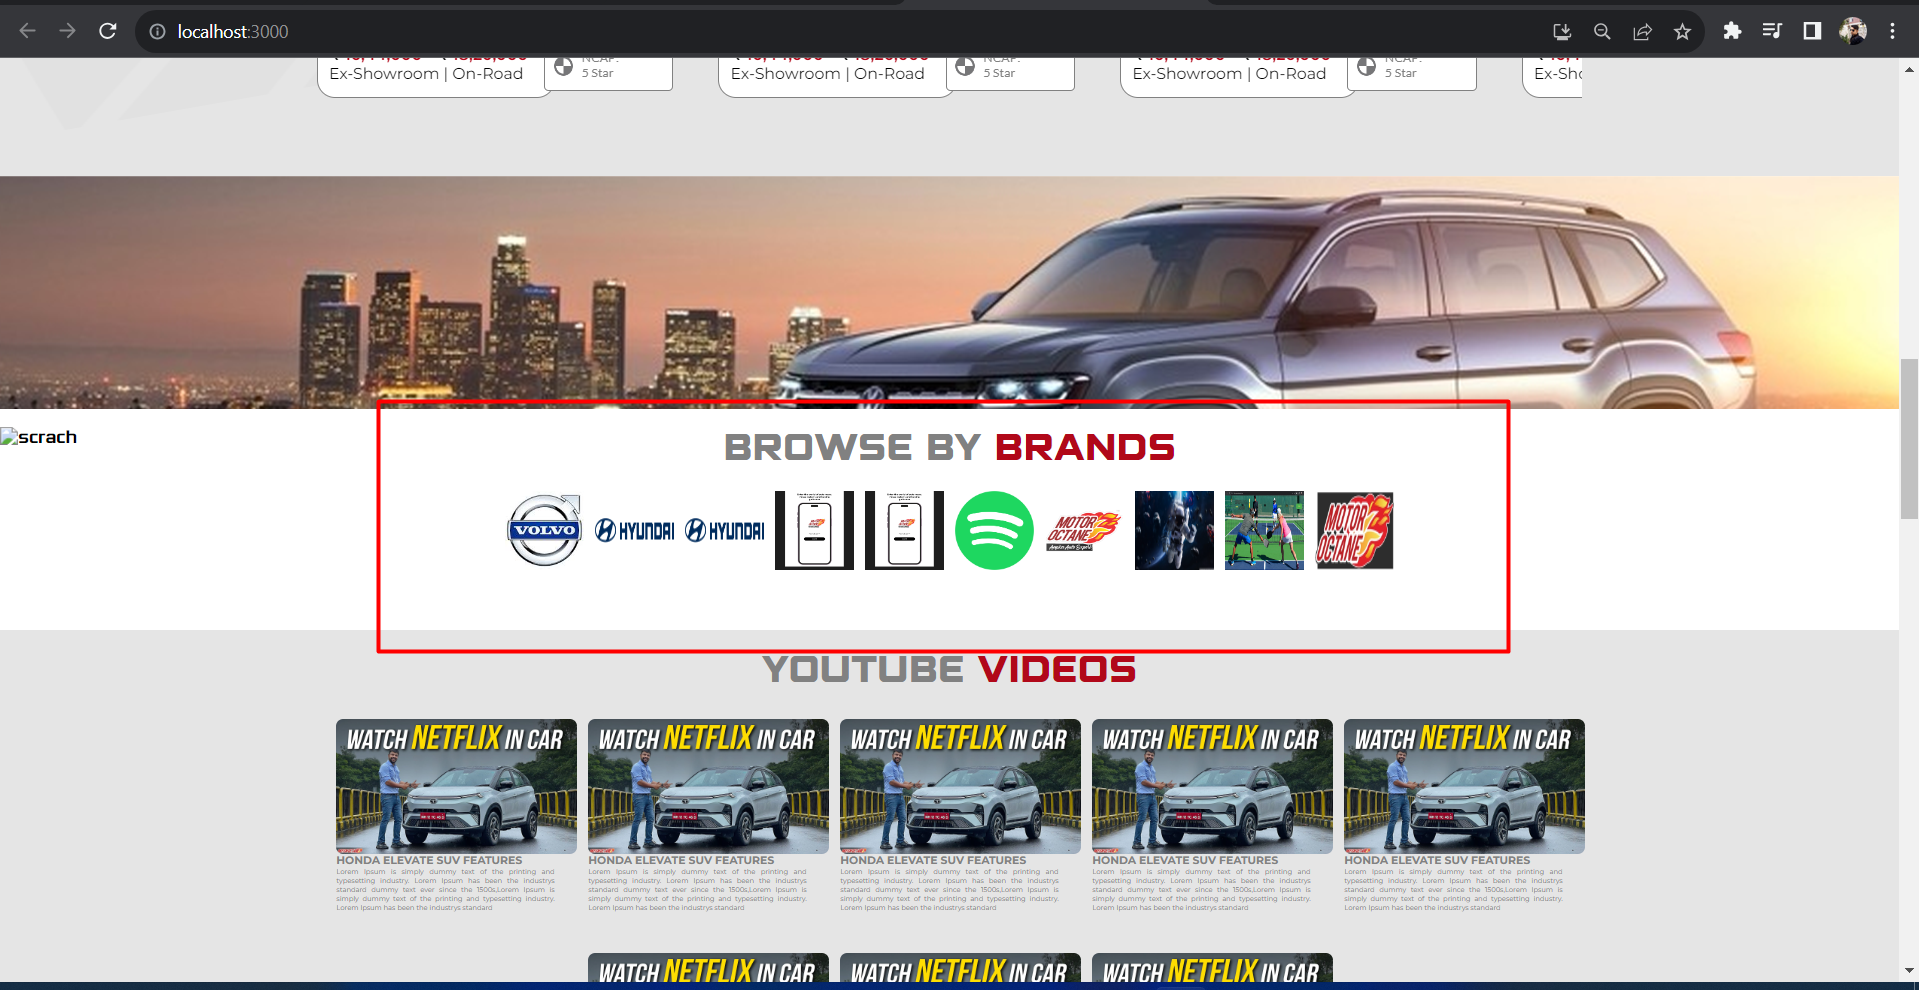 localhost:3000
Ex-Showroom | On-Road
NCAP:
5 Star
Ex-Showroom | On-Road
NCAP:
5 Star
Ex-Showroom | On-Road
NCAP:
5 Star
scrach
BROWSE BY BRANDS
VOLVO
HYUNDAI
HYUNDAI
MOTOR
OCTANE
MOTOR
OCTANE
YOUTUBE VIDEOS
WATCH NETFLIX IN CAR
WATCH NETFLIX IN CAR
WATCH NETFLIX IN CAR
WATCH NETFLIX IN CAR
WATCH NETFLIX IN CAR
HONDA ELEVATE SUV FEATURES
Lorem Ipsum is simply dummy text of the printing and
typesetting industry. Lorem Ipsum has been the industrys
standard dummy text ever since the 1500s,Lorem Ipsum is
simply dummy text of the printing and typesetting industry.
Lorem Ipsum has been the industrys standard
HONDA ELEVATE SUV FEATURES
Lorem Ipsum is simply dummy text of the printing and
typesetting industry. Lorem Ipsum has been the industrys
standard dummy text ever since the 1500s,Lorem Ipsum is
simply dummy text of the printing and typesetting industry.
Lorem Ipsum has been the industrys standard
HONDA ELEVATE SUV FEATURES
Lorem Ipsum is simply dummy text of the printing and
typesetting industry. Lorem Ipsum has been the industrys
standard dummy text ever since the 1500s,Lorem Ipsum is
simply dummy text of the printing and typesetting industry.
Lorem Ipsum has been the industrys standard
HONDA ELEVATE SUV FEATURES
Lorem Ipsum is simply dummy text of the printing and
typesetting industry. Lorem Ipsum has been the industrys
standard dummy text ever since the 1500s,Lorem Ipsum is
simply dummy text of the printing and typesetting industry.
Lorem Ipsum has been the industrys standard
HONDA ELEVATE SUV FEATURES
Lorem Ipsum is simply dummy text of the printing and
typesetting industry. Lorem Ipsum has been the industrys
standard dummy text ever since the 1500s,Lorem Ipsum is
simply dummy text of the printing and typesetting industry.
Lorem Ipsum has been the industrys standard
WATCH NETFLIX IN CAR
WATCH NETFLIX IN CAR
WATCH NETFLIX IN CAR